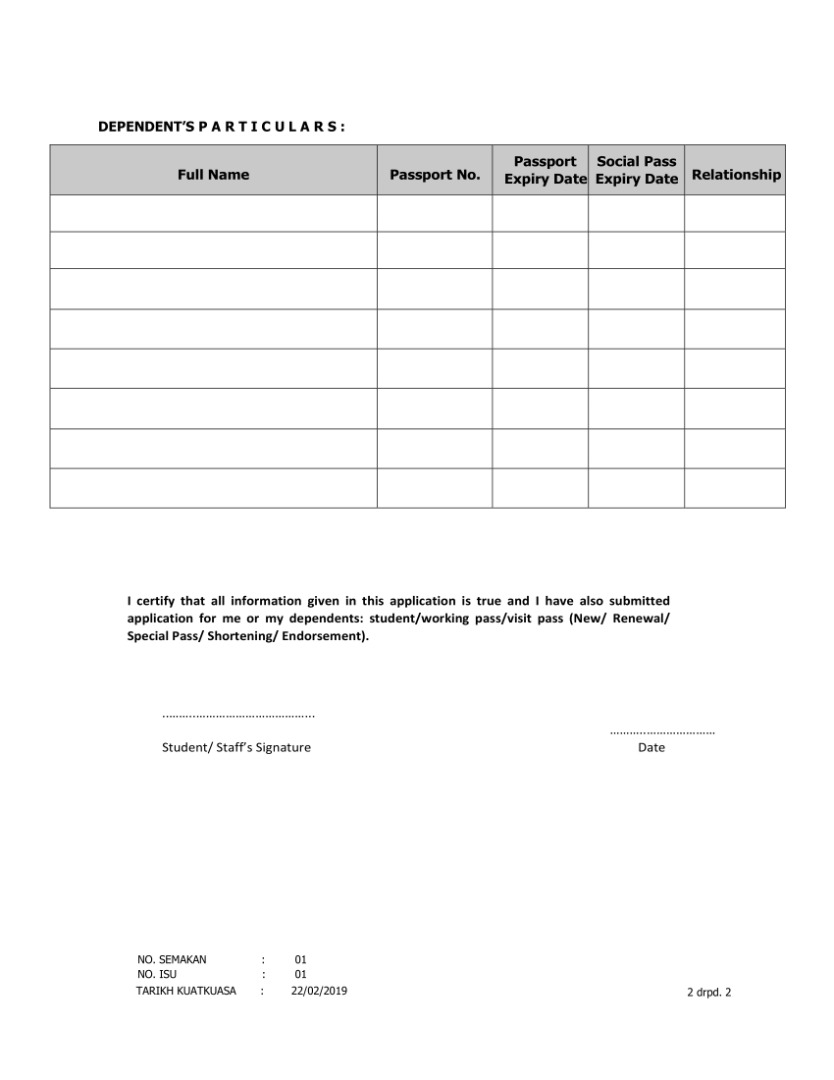 DEPENDENT'S P A R T I C U L A R S :
Full Name
Passport No.
Passport
Expiry Date
Social Pass
Expiry Date
Relationship
I certify that all information given in this application is true and I have also submitted
application for me or my dependents: student/working pass/visit pass (New/ Renewal/
Special Pass/ Shortening/ Endorsement).
………..……………………………..
………..…………………
Student/ Staff's Signature
Date
NO. SEMAKAN : 01
NO. ISU : 01
TARIKH KUATKUASA : 22/02/2019
2 drpd. 2